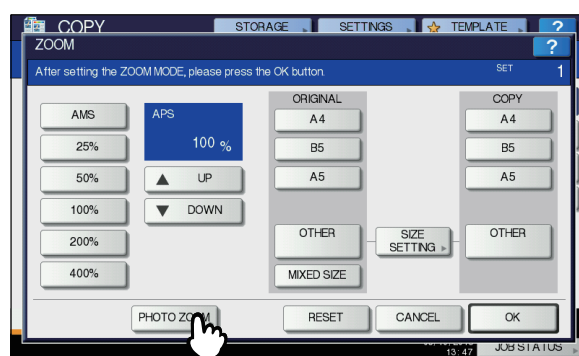 COPY STORAGE SETTINGS TEMPLATE ?
ZOOM ?
After setting the ZOOM MODE, please press the OK button. SET 1
ORIGINAL COPY
AMS APS A4 A4
25% 100 % B5 B5
50% UP A5 A5
100% DOWN
200% OTHER SIZE SETTING OTHER
400% MIXED SIZE
PHOTO ZOOM RESET CANCEL OK
13:47 JOB STATUS